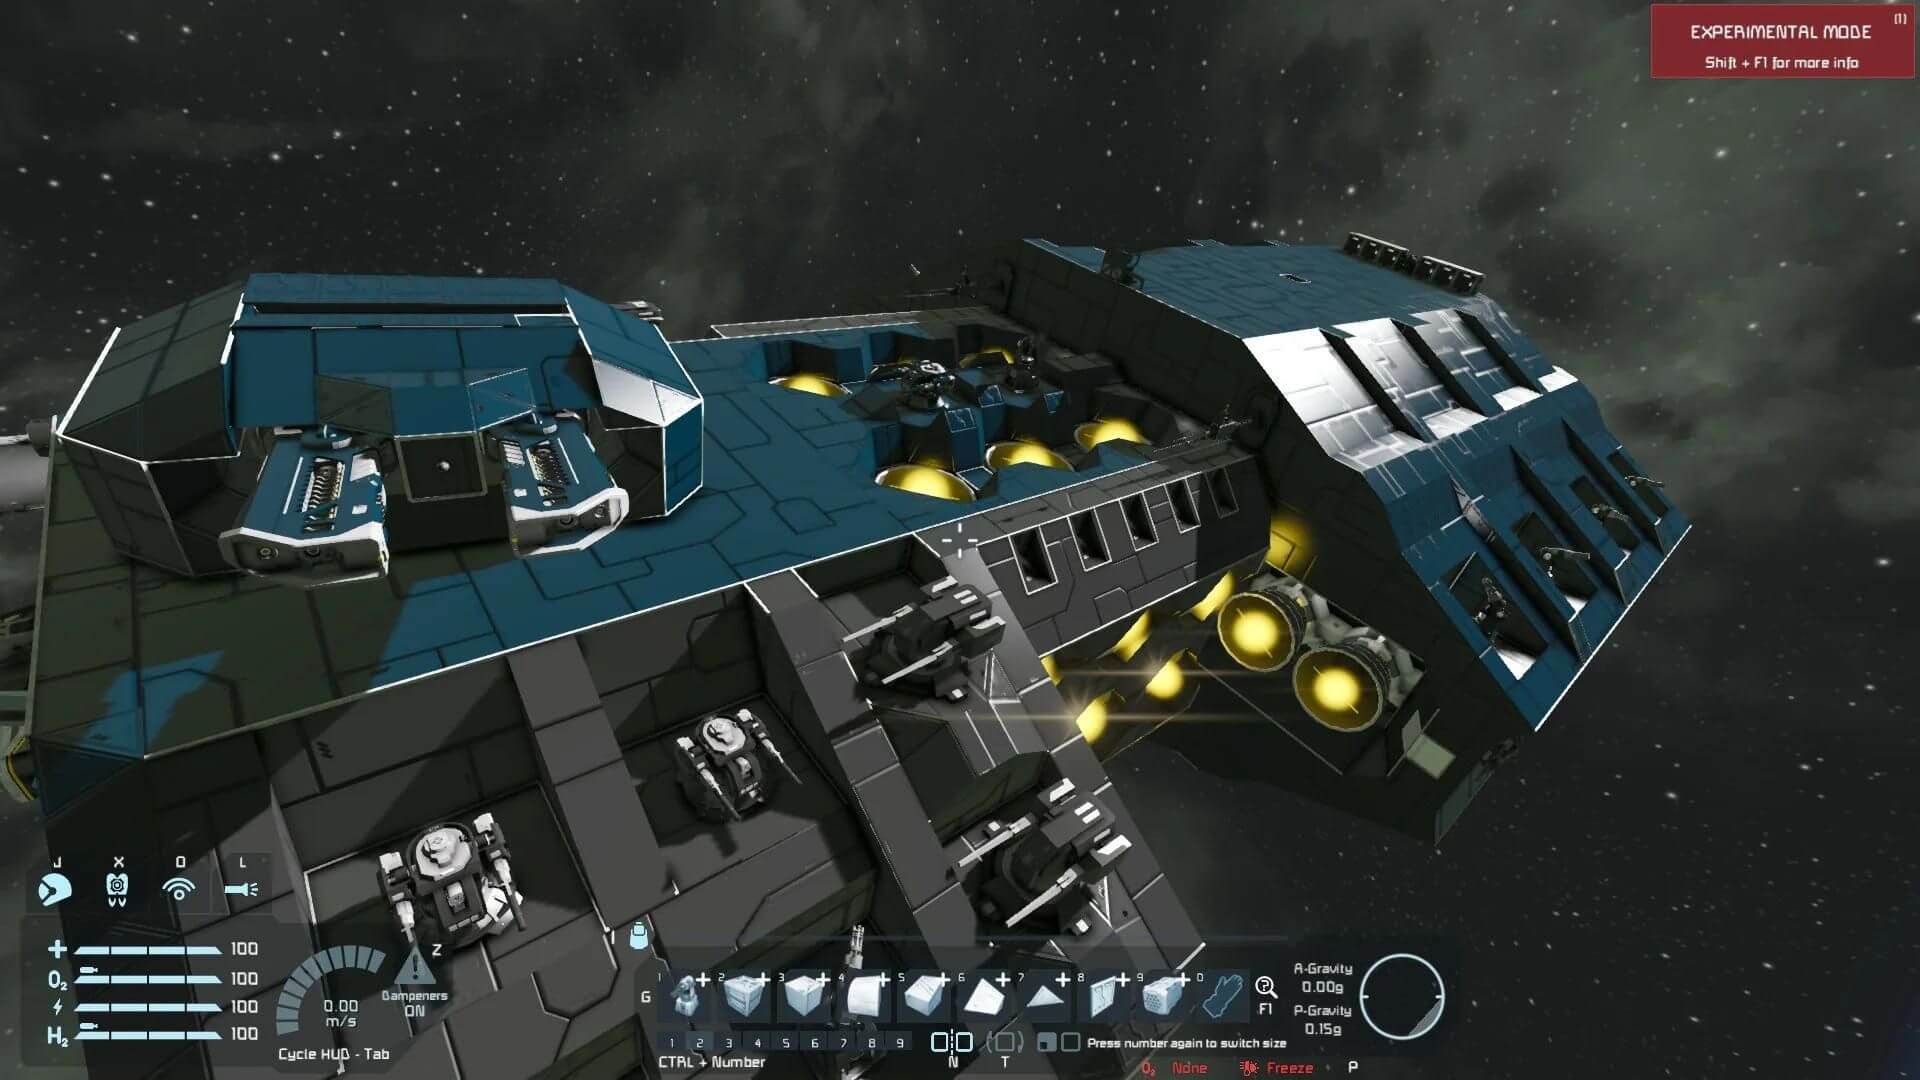 (1)
EXPERIMENTAL MODE
Shift + F1 for more info
J X O L
100
O2 100
100
H2 100
0.00
m/s
Z
Dampeners
ON
Cycle HUD - Tab
I
G
1 2 3 4 5 6 7 8 9 0
F1
1 2 3 4 5 6 7 8 9
CTRL + Number
N
T
Press number again to switch size
A-Gravity
0.00g
P-Gravity
0.15g
O2 None
Freeze
P